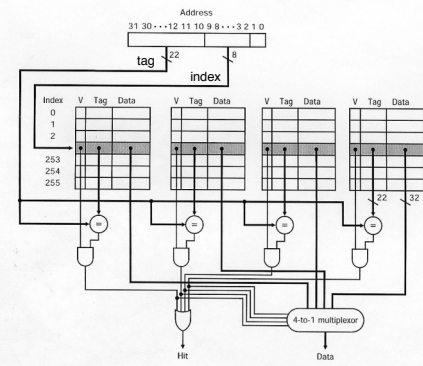 Address
31 30 ··· 12 11 10 9 8 ··· 3 2 1 0
22
8
tag
index
Index V Tag Data V Tag Data V Tag Data V Tag Data
0
1
2
253
254
255
22
32
= = = =
4-to-1 multiplexor
Hit
Data